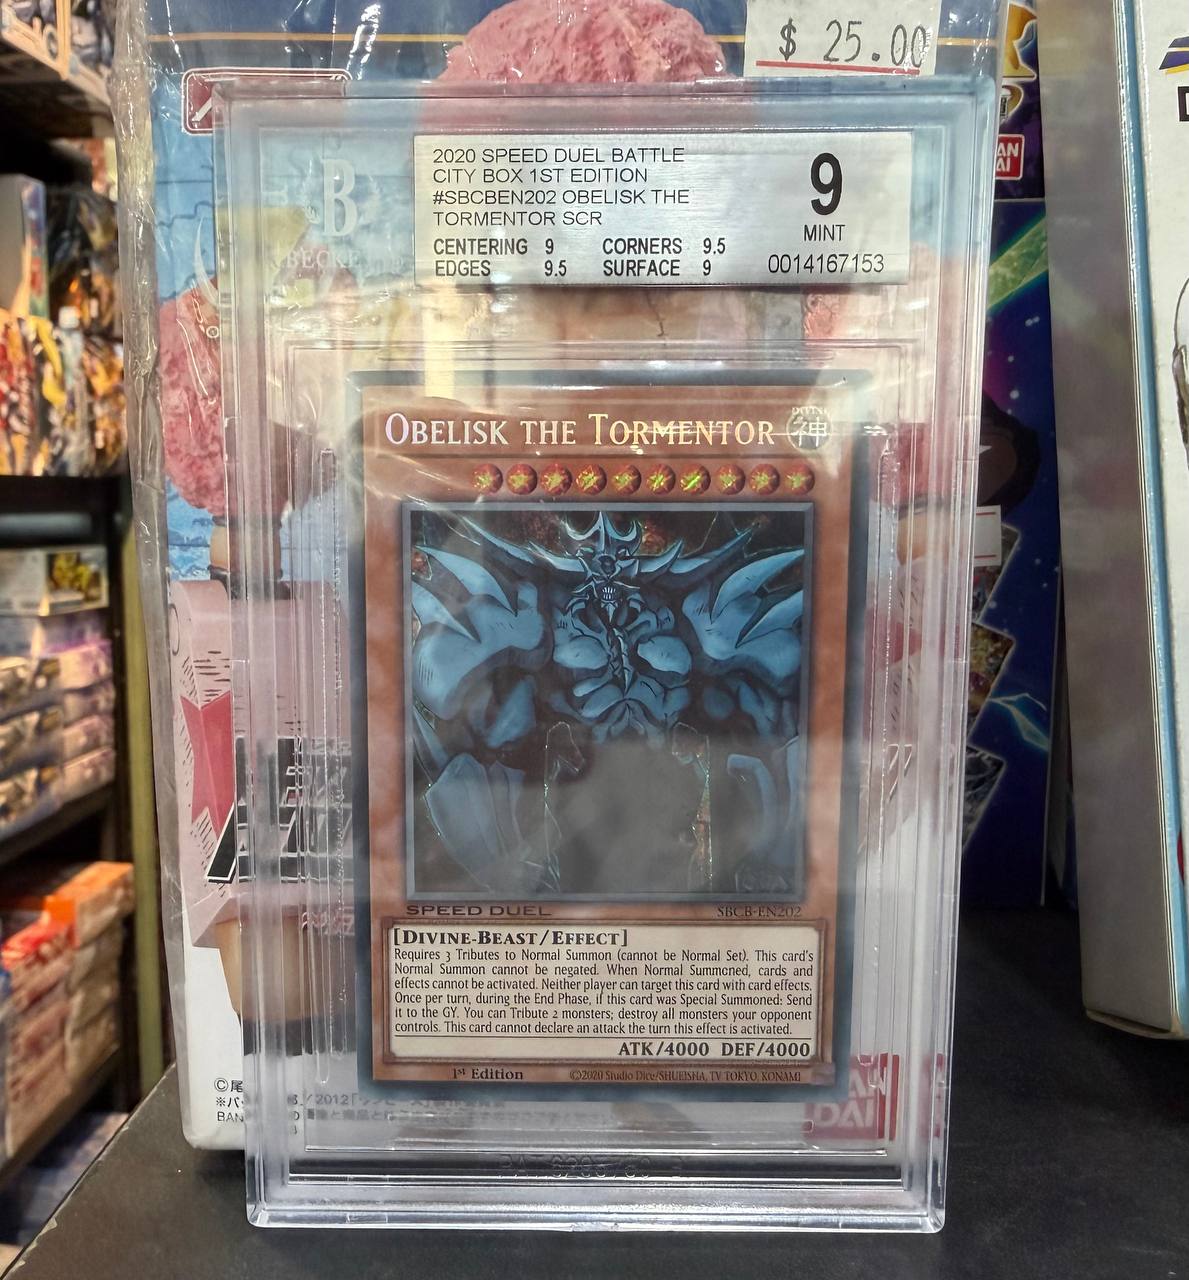 $ 25.00
2020 SPEED DUEL BATTLE
CITY BOX 1ST EDITION
#SBCBEN202 OBELISK THE
TORMENTOR SCR
CENTERING 9 CORNERS 9.5
EDGES 9.5 SURFACE 9
9
MINT
0014167153
B
OBELISK THE TORMENTOR
神
SPEED DUEL SBCB-EN202
[DIVINE-BEAST/EFFECT]
Requires 3 Tributes to Normal Summon (cannot be Normal Set). This card's
Normal Summon cannot be negated. When Normal Summoned, cards and
effects cannot be activated. Neither player can target this card with card effects.
Once per turn, during the End Phase, if this card was Special Summoned: Send
it to the GY. You can Tribute 2 monsters; destroy all monsters your opponent
controls. This card cannot declare an attack the turn this effect is activated.
ATK/4000 DEF/4000
1st Edition ©2020 Studio Dice/SHUEISHA, TV TOKYO, KONAMI